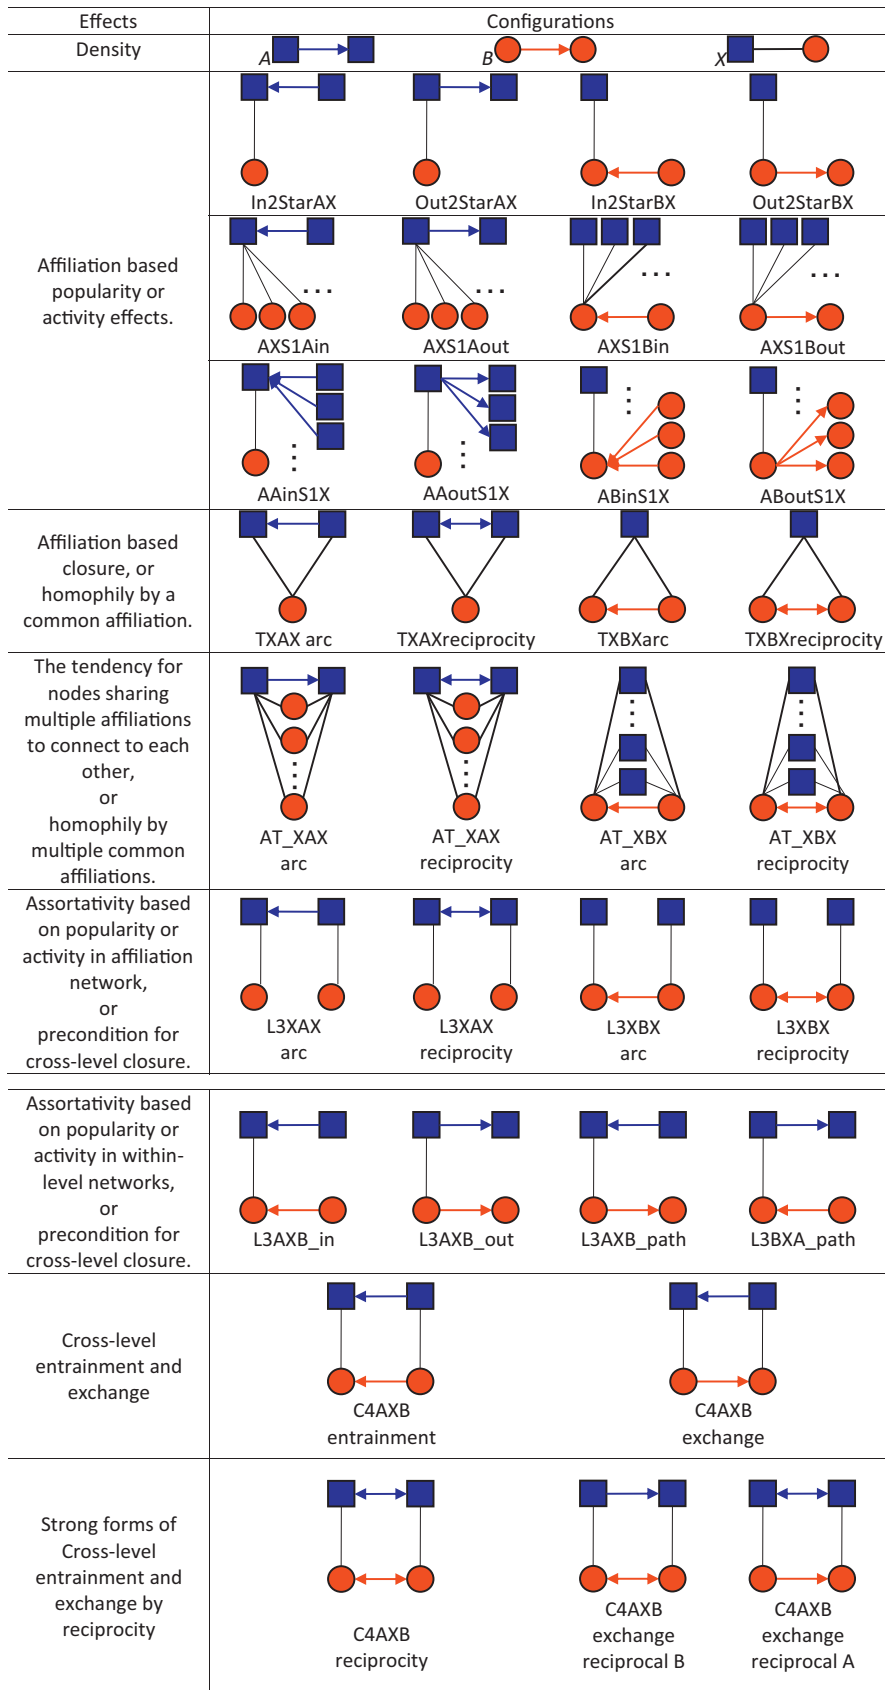 Effects Configurations
Density A B X
In2StarAX Out2StarAX In2StarBX Out2StarBX
Affiliation based
popularity or
activity effects.
AXS1Ain AXS1Aout AXS1Bin AXS1Bout
AAinS1X AAoutS1X ABinS1X ABoutS1X
Affiliation based
closure, or
homophily by a
common affiliation.
TXAX arc TXAXreciprocity TXBXarc TXBXreciprocity
The tendency for
nodes sharing
multiple affiliations
to connect to each
other,
or
homophily by
multiple common
affiliations.
AT_XAX AT_XAX AT_XBX AT_XBX
arc reciprocity arc reciprocity
Assortativity based
on popularity or
activity in affiliation
network,
or
precondition for
cross-level closure.
L3XAX L3XAX L3XBX L3XBX
arc reciprocity arc reciprocity
Assortativity based
on popularity or
activity in within-
level networks,
or
precondition for
cross-level closure.
L3AXB_in L3AXB_out L3AXB_path L3BXA_path
Cross-level
entrainment and
exchange
C4AXB C4AXB
entrainment exchange
Strong forms of
Cross-level
entrainment and
exchange by
reciprocity
C4AXB C4AXB C4AXB
reciprocity exchange exchange
reciprocal B reciprocal A